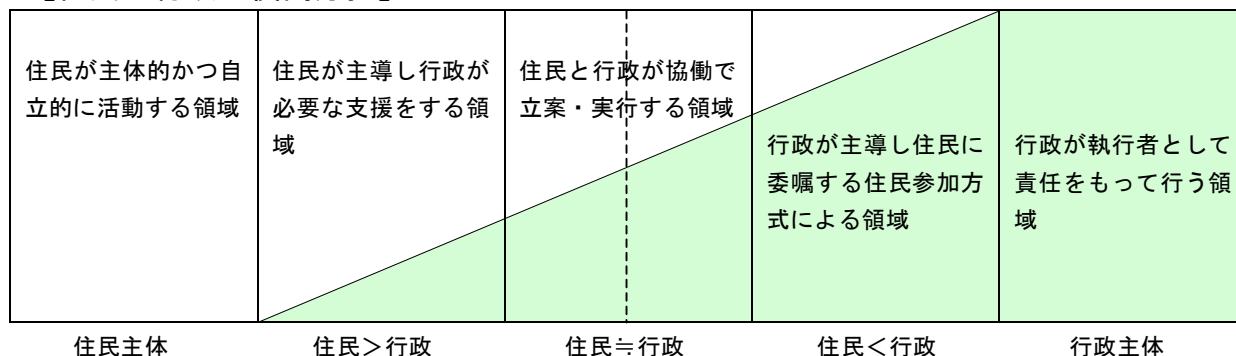 住民が主体的かつ自
立的に活動する領域
住民が主導し行政が
必要な支援をする領
域
住民と行政が協働で
立案・実行する領域
行政が主導し住民に
委嘱する住民参加方
式による領域
行政が執行者として
責任をもって行う領
域
住民主体
住民＞行政
住民≒行政
住民＜行政
行政主体